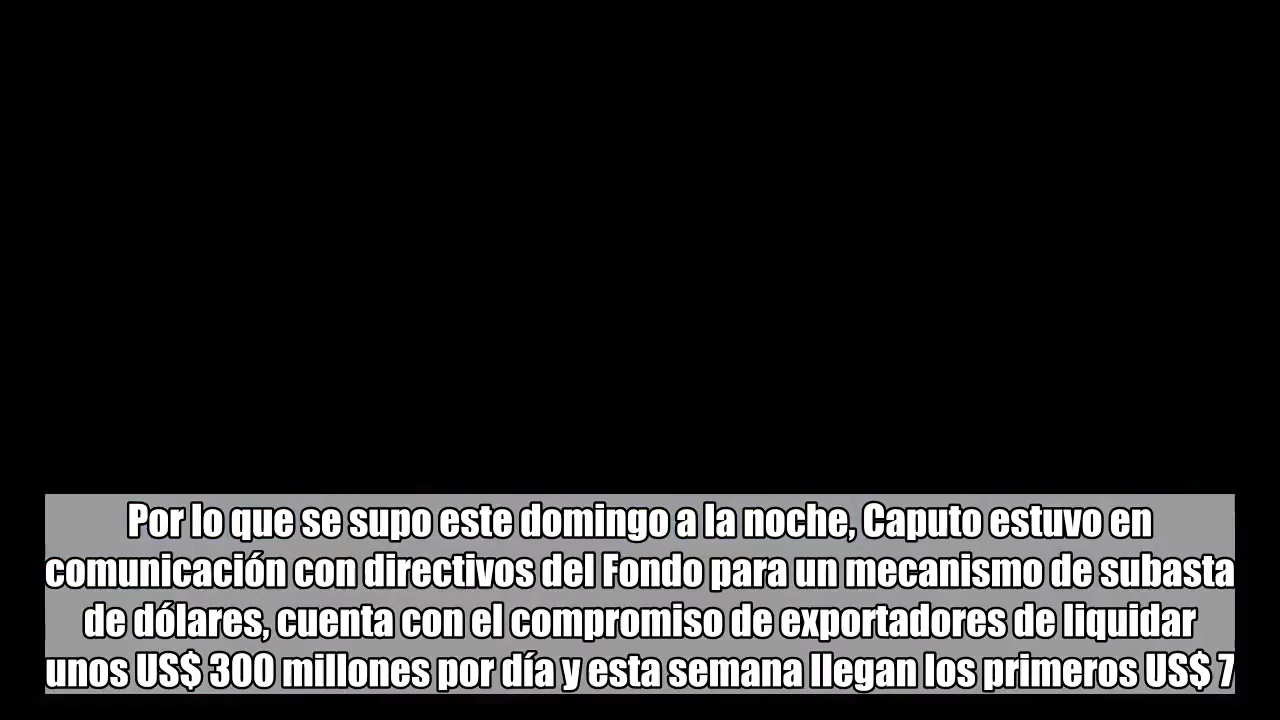 Por lo que se supo este domingo a la noche, Caputo estuvo en
comunicación con directivos del Fondo para un mecanismo de subasta
de dólares, cuenta con el compromiso de exportadores de liquidar
unos US$ 300 millones por día y esta semana llegan los primeros US$ 7